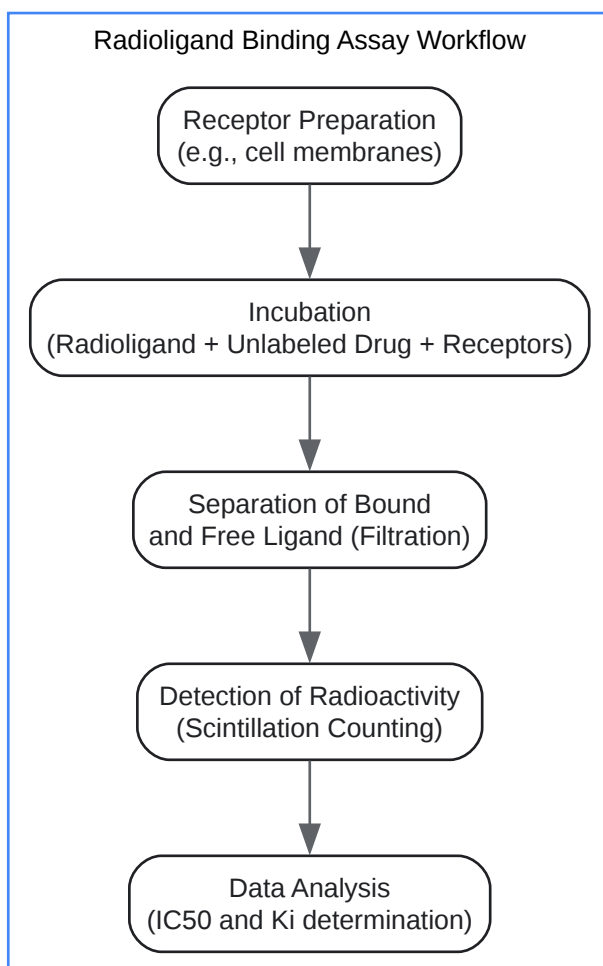 Radioligand Binding Assay Workflow
Receptor Preparation
(e.g., cell membranes)
Incubation
(Radioligand + Unlabeled Drug + Receptors)
Separation of Bound
and Free Ligand (Filtration)
Detection of Radioactivity
(Scintillation Counting)
Data Analysis
(IC50 and Ki determination)